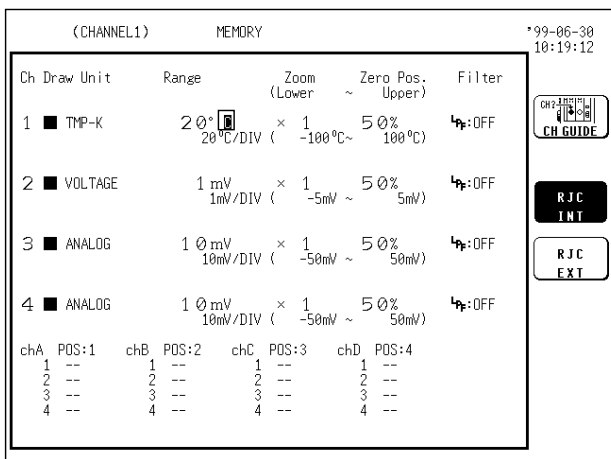 (CHANNEL1) MEMORY '99-06-30
10:19:12
Ch Draw Unit Range Zoom Zero Pos. Filter
(Lower ~ Upper)
1 ■ TMP-K 20°C × 1 50% LPF:OFF
20°C/DIV ( -100°C~ 100°C)
2 ■ VOLTAGE 1 mV × 1 50% LPF:OFF
1mV/DIV ( -5mV ~ 5mV)
3 ■ ANALOG 10 mV × 1 50% LPF:OFF
10mV/DIV ( -50mV ~ 50mV)
4 ■ ANALOG 10 mV × 1 50% LPF:OFF
10mV/DIV ( -50mV ~ 50mV)
chA POS:1 chB POS:2 chC POS:3 chD POS:4
1 -- 1 -- 1 -- 1 --
2 -- 2 -- 2 -- 2 --
3 -- 3 -- 3 -- 3 --
4 -- 4 -- 4 -- 4 --
CH?
CH GUIDE
RJC
INT
RJC
EXT